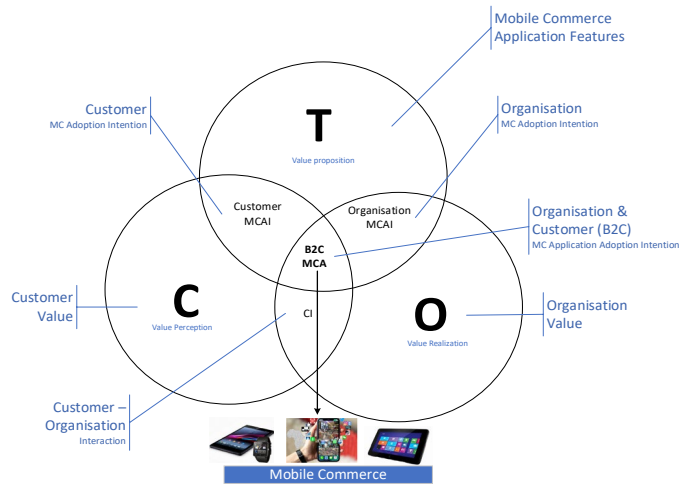 Mobile Commerce
Application Features
Customer
MC Adoption Intention
Organisation
MC Adoption Intention
T
Value proposition
Customer
MCAI
Organisation
MCAI
B2C
MCA
Organisation &
Customer (B2C)
MC Application Adoption Intention
Customer
Value
C
Value Perception
CI
O
Value Realization
Organisation
Value
Customer –
Organisation
Interaction
Mobile Commerce